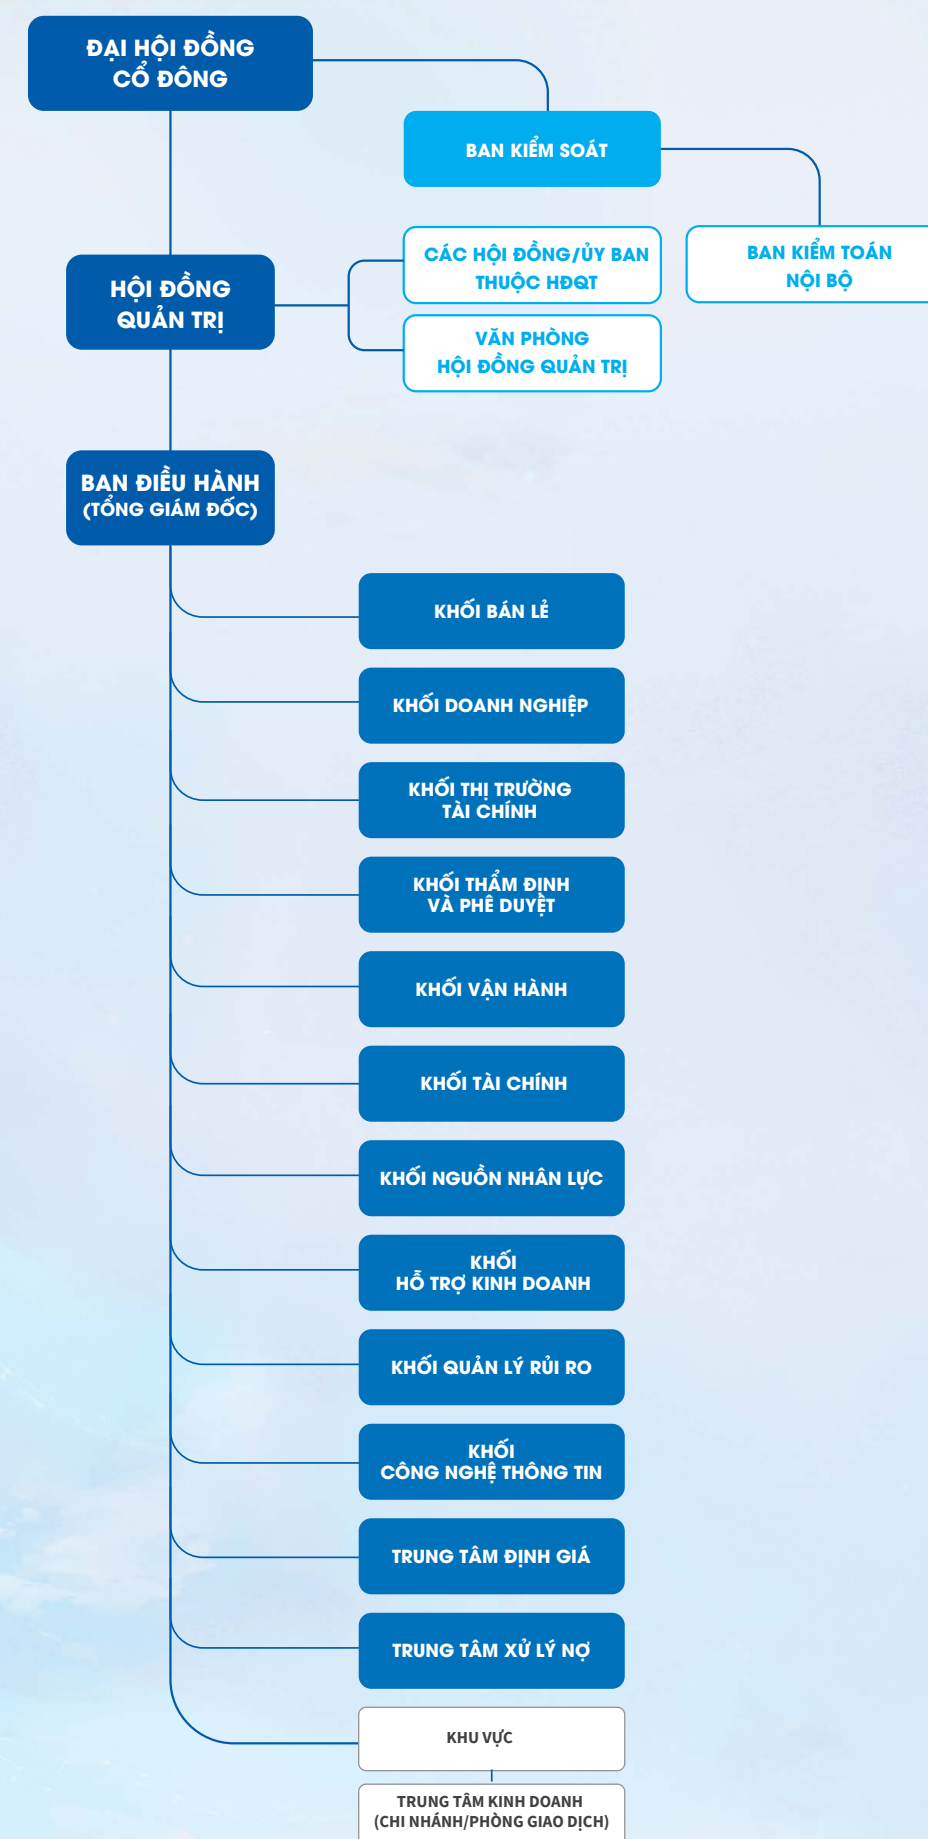 ĐẠI HỘI ĐỒNG
CỔ ĐÔNG
BAN KIỂM SOÁT
CÁC HỘI ĐỒNG/ỦY BAN
THUỘC HĐQT
BAN KIỂM TOÁN
NỘI BỘ
HỘI ĐỒNG
QUẢN TRỊ
VĂN PHÒNG
HỘI ĐỒNG QUẢN TRỊ
BAN ĐIỀU HÀNH
(TỔNG GIÁM ĐỐC)
KHỐI BÁN LẺ
KHỐI DOANH NGHIỆP
KHỐI THỊ TRƯỜNG
TÀI CHÍNH
KHỐI THẨM ĐỊNH
VÀ PHÊ DUYỆT
KHỐI VẬN HÀNH
KHỐI TÀI CHÍNH
KHỐI NGUỒN NHÂN LỰC
KHỐI
HỖ TRỢ KINH DOANH
KHỐI QUẢN LÝ RỦI RO
KHỐI
CÔNG NGHỆ THÔNG TIN
TRUNG TÂM ĐỊNH GIÁ
TRUNG TÂM XỬ LÝ NỢ
KHU VỰC
TRUNG TÂM KINH DOANH
(CHI NHÁNH/PHÒNG GIAO DỊCH)